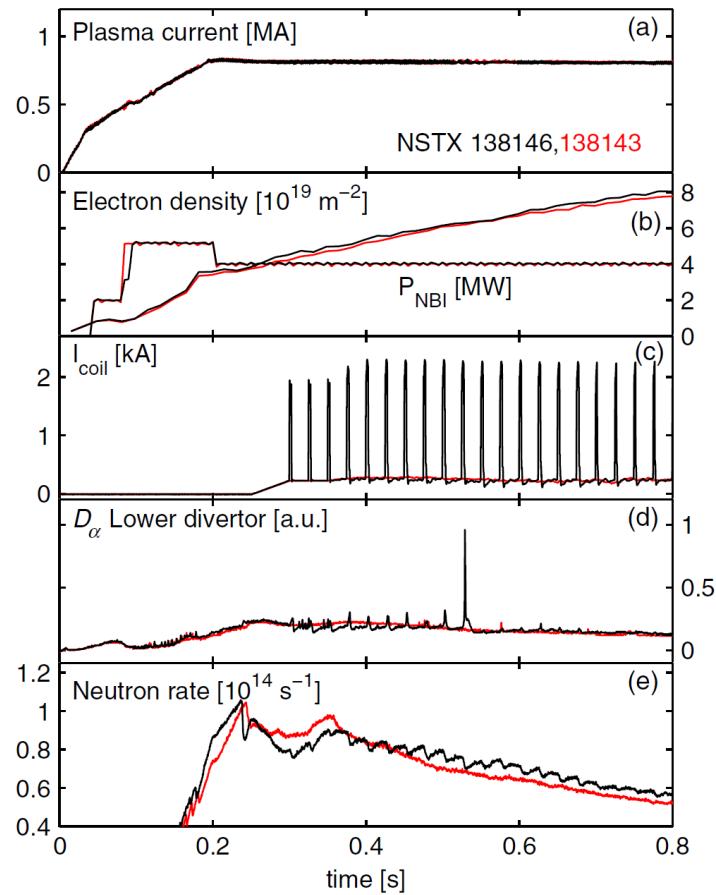 Plasma current [MA]
(a)
1
0.5
0
NSTX 138146,138143
Electron density [10^19 m^−2]
(b)
8
6
4
2
0
P_NBI [MW]
I_coil [kA]
(c)
2
1
0
D_α Lower divertor [a.u.]
(d)
1
0.5
0
Neutron rate [10^14 s^−1]
(e)
1.2
1
0.8
0.6
0.4
0 0.2 0.4 0.6 0.8
time [s]